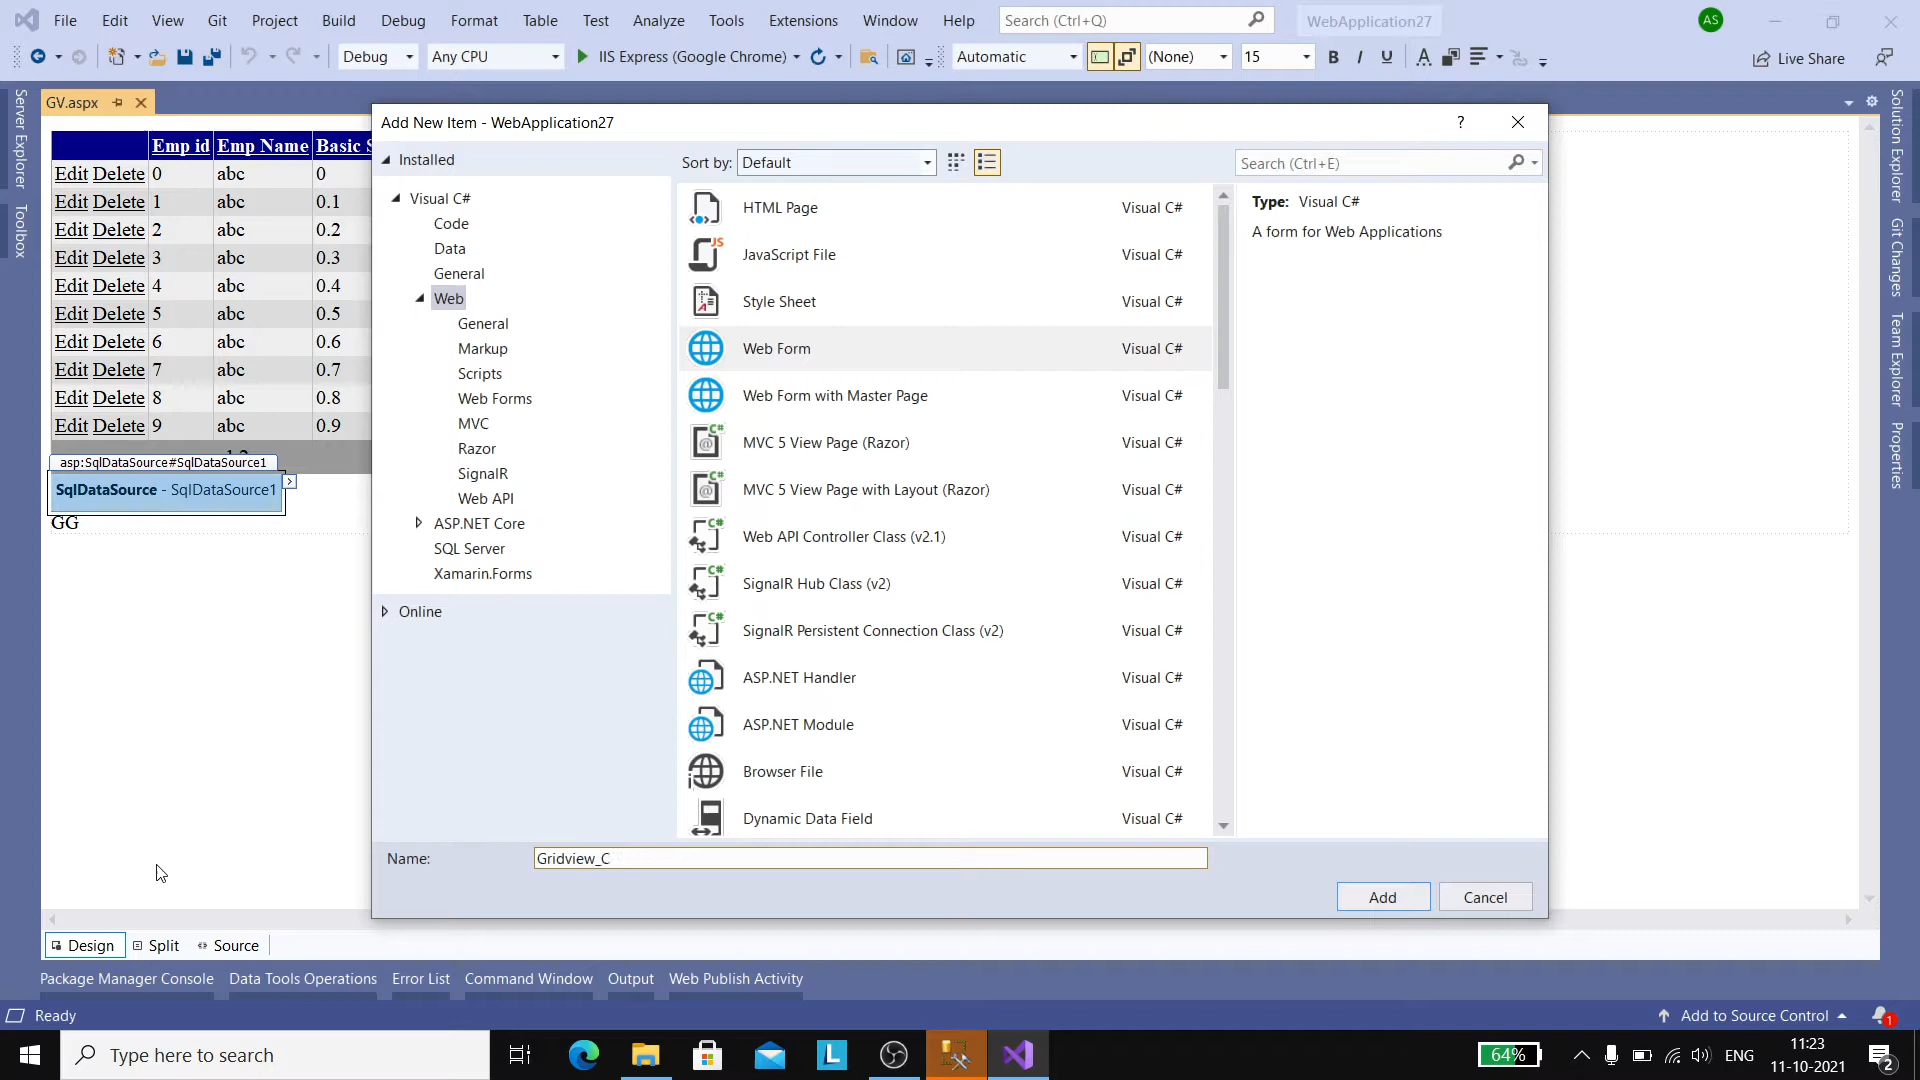 File Edit View Git Project Build Debug Format Table Test Analyze Tools Extensions Window Help Search (Ctrl+Q) WebApplication27 AS
Debug Any CPU IIS Express (Google Chrome) Automatic (None) 15 B I U A Live Share
GV.aspx
Server Explorer
Toolbox
Solution Explorer
Git Changes
Team Explorer
Properties
Emp id Emp Name Basic S
Edit Delete 0 abc 0
Edit Delete 1 abc 0.1
Edit Delete 2 abc 0.2
Edit Delete 3 abc 0.3
Edit Delete 4 abc 0.4
Edit Delete 5 abc 0.5
Edit Delete 6 abc 0.6
Edit Delete 7 abc 0.7
Edit Delete 8 abc 0.8
Edit Delete 9 abc 0.9
asp:SqlDataSource#SqlDataSource1
SqlDataSource - SqlDataSource1
GG
Add New Item - WebApplication27 ?
Installed
Sort by: Default
Search (Ctrl+E)
Visual C#
Code
Data
General
Web
General
Markup
Scripts
Web Forms
MVC
Razor
SignalR
Web API
ASP.NET Core
SQL Server
Xamarin.Forms
Online
HTML Page Visual C#
JavaScript File Visual C#
Style Sheet Visual C#
Web Form Visual C#
Web Form with Master Page Visual C#
MVC 5 View Page (Razor) Visual C#
MVC 5 View Page with Layout (Razor) Visual C#
Web API Controller Class (v2.1) Visual C#
SignalR Hub Class (v2) Visual C#
SignalR Persistent Connection Class (v2) Visual C#
ASP.NET Handler Visual C#
ASP.NET Module Visual C#
Browser File Visual C#
Dynamic Data Field Visual C#
Type: Visual C#
A form for Web Applications
Name: Gridview_C
Add Cancel
Design Split Source
Package Manager Console Data Tools Operations Error List Command Window Output Web Publish Activity
Ready Add to Source Control 1
Type here to search
64% ENG
11:23
11-10-2021
2